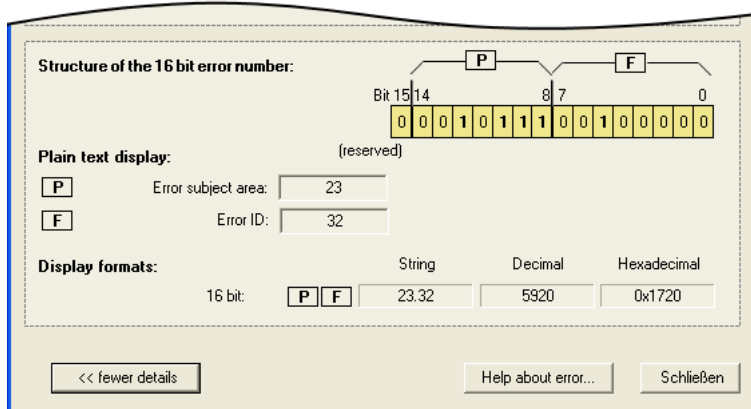 Structure of the 16 bit error number:
P F
Bit 15 14 8 7 0
0 0 0 1 0 1 1 1 0 0 1 0 0 0 0 0
(reserved)
Plain text display:
P Error subject area: 23
F Error ID: 32
Display formats: String Decimal Hexadecimal
16 bit: P F 23.32 5920 0x1720
<< fewer details Help about error... Schließen